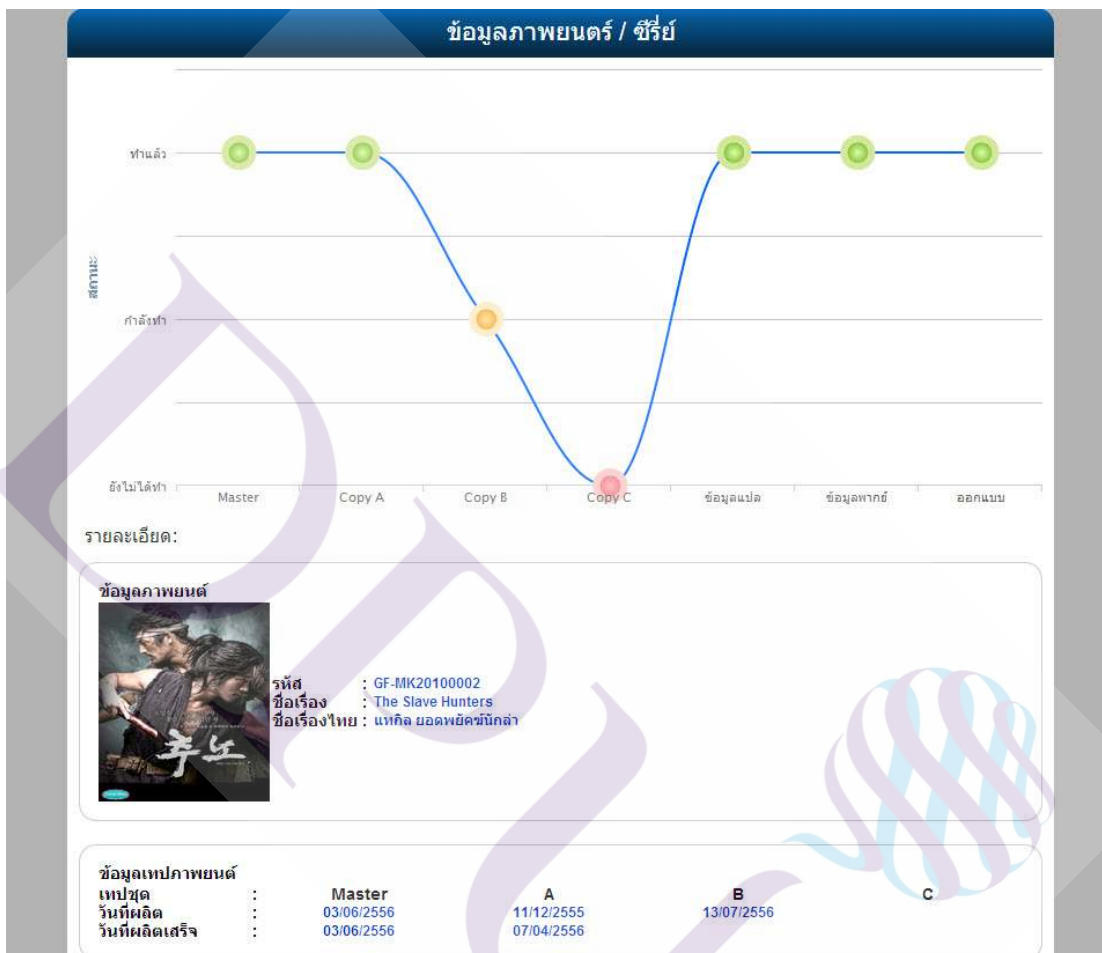 ข้อมูลภาพยนตร์ / ซีรี่ย์
ทำแล้ว
สถานะ
กำลังทำ
ยังไม่ได้ทำ
Master Copy A Copy B Copy C ข้อมูลแปล ข้อมูลพากย์ ออกแบบ
รายละเอียด:
ข้อมูลภาพยนต์
추노
รหัส : GF-MK20100002
ชื่อเรื่อง : The Slave Hunters
ชื่อเรื่องไทย : แทกิล ยอดพยัคฆ์นักล่า
ข้อมูลเทปภาพยนต์
เทปชุด : Master A B C
วันที่ผลิต : 03/06/2556 11/12/2555 13/07/2556
วันที่ผลิตเสร็จ : 03/06/2556 07/04/2556